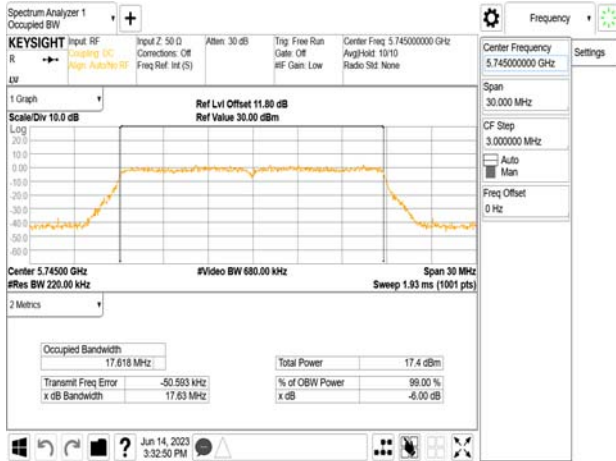 Spectrum Analyzer 1
Occupied BW
+
Frequency
KEYSIGHT Input: RF Input Z: 50 Ω Atten: 30 dB Trig: Free Run Center Freq: 5.745000000 GHz
R Coupling: DC Corrections: Off Gate: Off Avg|Hold: 10/10
Align: Auto/No RF Freq Ref: Int (S) #IF Gain: Low Radio Std: None
LVI
Center Frequency
5.745000000 GHz
Settings
Span
30.000 MHz
CF Step
3.000000 MHz
Auto
Man
Freq Offset
0 Hz
1 Graph
Ref Lvl Offset 11.80 dB
Scale/Div 10.0 dB Ref Value 30.00 dBm
Log
20.0
10.0
0.00
-10.0
-20.0
-30.0
-40.0
-50.0
-60.0
Center 5.74500 GHz #Video BW 680.00 kHz Span 30 MHz
#Res BW 220.00 kHz Sweep 1.93 ms (1001 pts)
2 Metrics
Occupied Bandwidth
17.618 MHz Total Power 17.4 dBm
Transmit Freq Error -50.593 kHz % of OBW Power 99.00 %
x dB Bandwidth 17.63 MHz x dB -6.00 dB
? Jun 14, 2023
3:32:50 PM